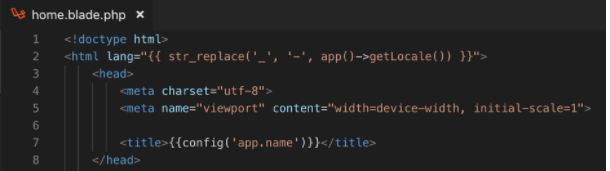 home.blade.php ×
1 <!doctype html>
2 <html lang="{{ str_replace('_', '-', app()->getLocale()) }}">
3 <head>
4 <meta charset="utf-8">
5 <meta name="viewport" content="width=device-width, initial-scale=1">
6
7 <title>{{config('app.name')}}</title>
8 </head>